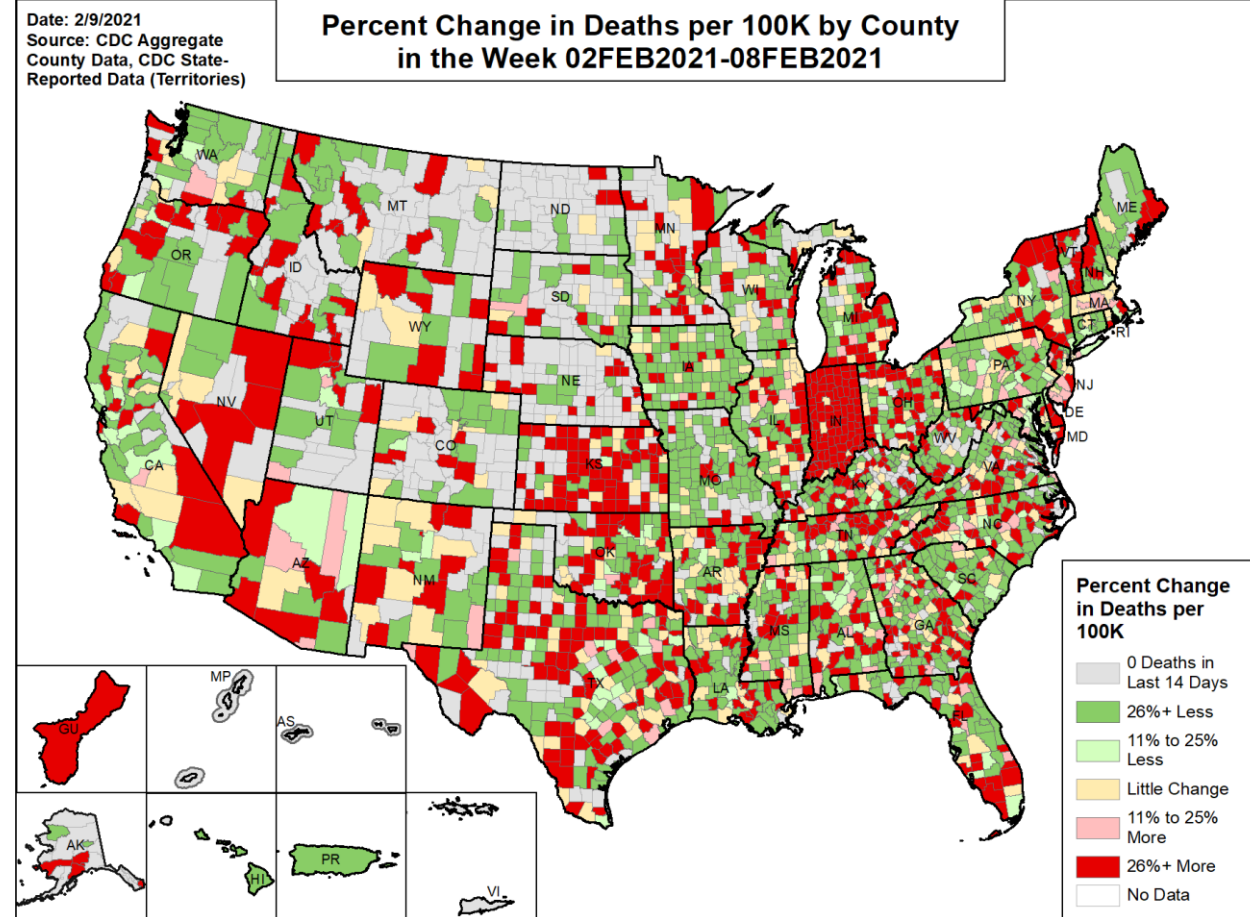 Date: 2/9/2021
Source: CDC Aggregate
County Data, CDC State-
Reported Data (Territories)
Percent Change in Deaths per 100K by County
in the Week 02FEB2021-08FEB2021
WA
MT
ND
MN
ME
OR
ID
SD
WI
MI
VT
NH
NY
MA
CT
RI
WY
NV
UT
CO
NE
IA
IL
IN
OH
PA
NJ
DE
MD
CA
KS
MO
KY
WV
VA
AZ
NM
OK
AR
TN
NC
SC
TX
LA
MS
AL
GA
FL
GU
MP
AS
AK
HI
PR
VI
Percent Change
in Deaths per
100K
0 Deaths in
Last 14 Days
26%+ Less
11% to 25%
Less
Little Change
11% to 25%
More
26%+ More
No Data